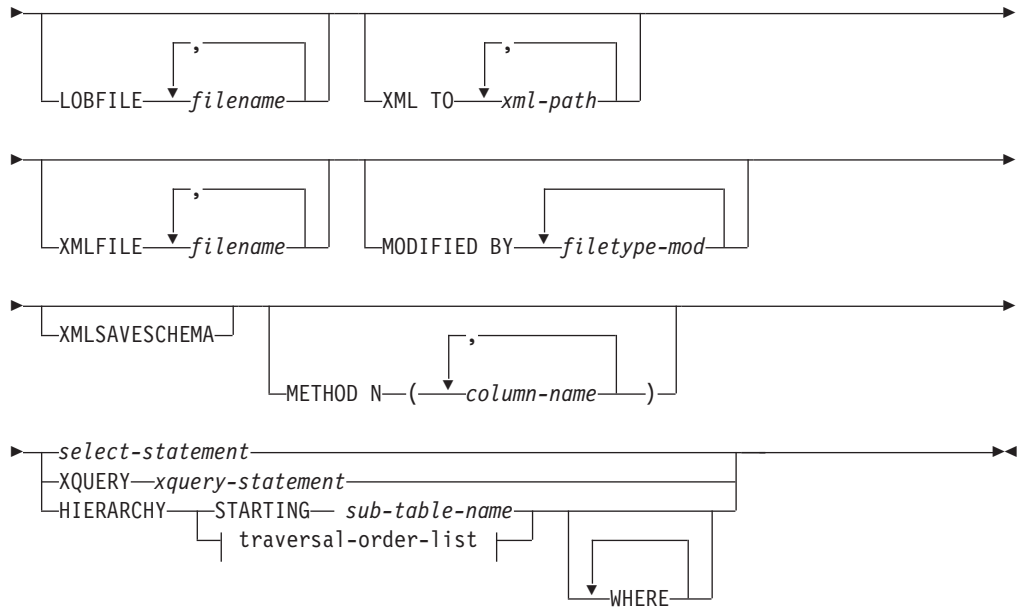 , ,
LOBFILE filename XML TO xml-path
, 
XMLFILE filename MODIFIED BY filetype-mod
XMLSAVESCHEMA ,
METHOD N ( column-name )
select-statement
XQUERY xquery-statement
HIERARCHY STARTING sub-table-name
traversal-order-list
WHERE